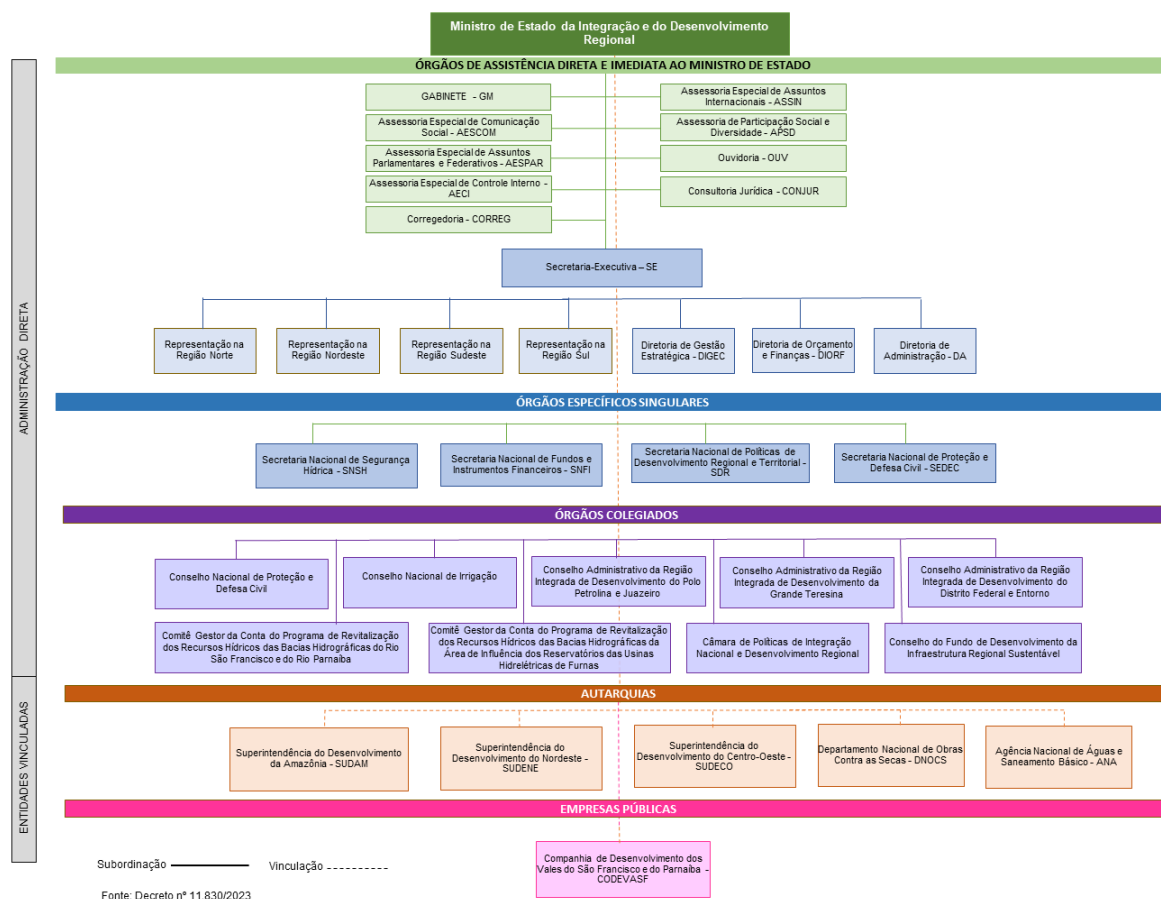 Ministro de Estado da Integração e do Desenvolvimento
Regional
ÓRGÃOS DE ASSISTÊNCIA DIRETA E IMEDIATA AO MINISTRO DE ESTADO
ADMINISTRAÇÃO DIRETA
GABINETE - GM
Assessoria Especial de Assuntos
Internacionais - ASSIN
Assessoria Especial de Comunicação
Social - AESCOM
Assessoria de Participação Social e
Diversidade - APSD
Assessoria Especial de Assuntos
Parlamentares e Federativos - AESPAR
Ouvidoria - OUV
Assessoria Especial de Controle Interno -
AECI
Consultoria Jurídica - CONJUR
Corregedoria - CORREG
Secretaria-Executiva – SE
Representação na
Região Norte
Representação na
Região Nordeste
Representação na
Região Sudeste
Representação na
Região Sul
Diretoria de Gestão
Estratégica - DIGEC
Diretoria de Orçamento
e Finanças - DIORF
Diretoria de
Administração - DA
ÓRGÃOS ESPECÍFICOS SINGULARES
Secretaria Nacional de Segurança
Hídrica - SNSH
Secretaria Nacional de Fundos e
Instrumentos Financeiros - SNFI
Secretaria Nacional de Políticas de
Desenvolvimento Regional e Territorial -
SDR
Secretaria Nacional de Proteção e
Defesa Civil - SEDEC
ÓRGÃOS COLEGIADOS
Conselho Nacional de Proteção e
Defesa Civil
Conselho Nacional de Irrigação
Conselho Administrativo da Região
Integrada de Desenvolvimento do Polo
Petrolina e Juazeiro
Conselho Administrativo da Região
Integrada de Desenvolvimento da
Grande Teresina
Conselho Administrativo da Região
Integrada de Desenvolvimento do
Distrito Federal e Entorno
Comitê Gestor da Conta do Programa de Revitalização
dos Recursos Hídricos das Bacias Hidrográficas do Rio
São Francisco e do Rio Parnaíba
Comitê Gestor da Conta do Programa de Revitalização
dos Recursos Hídricos das Bacias Hidrográficas da
Área de Influência dos Reservatórios das Usinas
Hidrelétricas de Furnas
Câmara de Políticas de Integração
Nacional e Desenvolvimento Regional
Conselho do Fundo de Desenvolvimento da
Infraestrutura Regional Sustentável
ENTIDADES VINCULADAS
AUTARQUIAS
Superintendência do Desenvolvimento
da Amazônia - SUDAM
Superintendência do
Desenvolvimento do Nordeste -
SUDENE
Superintendência do
Desenvolvimento do Centro-Oeste -
SUDECO
Departamento Nacional de Obras
Contra as Secas - DNOCS
Agência Nacional de Águas e
Saneamento Básico - ANA
EMPRESAS PÚBLICAS
Companhia de Desenvolvimento dos
Vales do São Francisco e do Parnaíba -
CODEVASF
Subordinação
Vinculação
Fonte: Decreto nº 11.830/2023